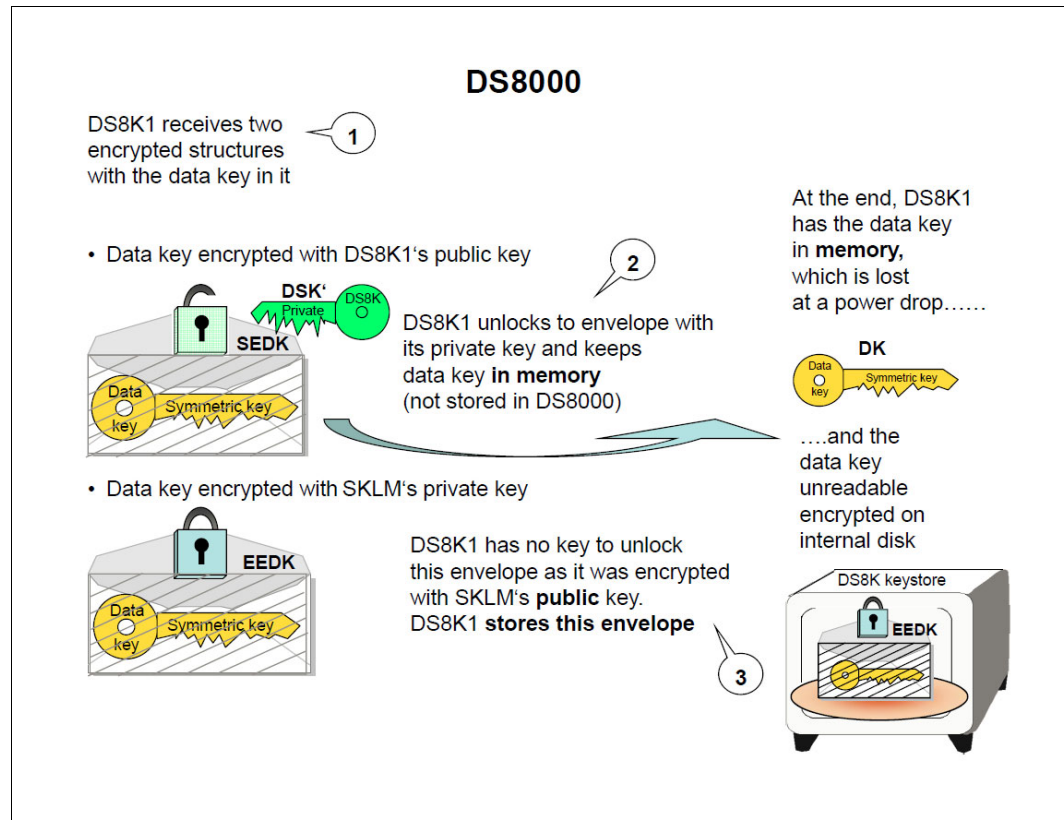 DS8000
DS8K1 receives two
encrypted structures
with the data key in it
1
• Data key encrypted with DS8K1‘s public key
DSK‘
Private
DS8K
SEDK
Data
key
Symmetric key
2
DS8K1 unlocks to envelope with
its private key and keeps
data key in memory
(not stored in DS8000)
• Data key encrypted with SKLM‘s private key
EEDK
Data
key
Symmetric key
DS8K1 has no key to unlock
this envelope as it was encrypted
with SKLM‘s public key.
DS8K1 stores this envelope
3
At the end, DS8K1
has the data key
in memory,
which is lost
at a power drop……
DK
Data
key
Symmetric key
….and the
data key
unreadable
encrypted on
internal disk
DS8K keystore
EEDK